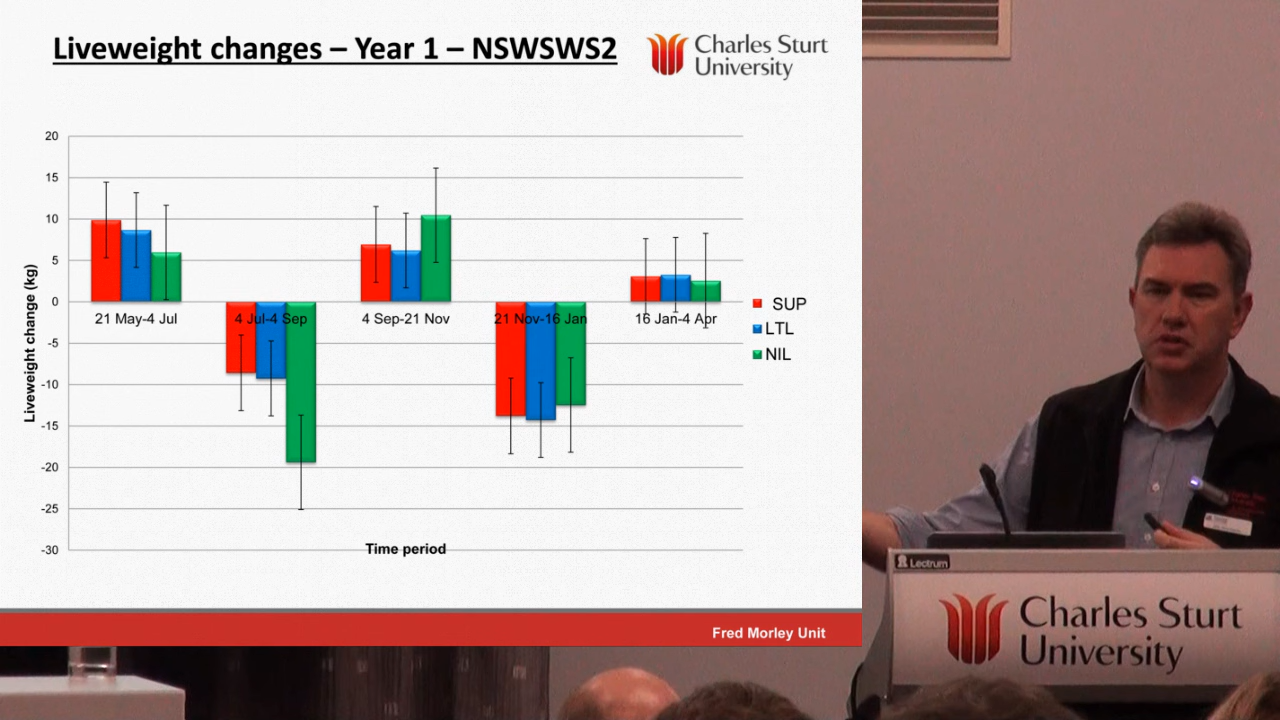 Liveweight changes – Year 1 – NSWSWS2
Charles Sturt
University
20
15
10
5
0
-5
-10
-15
-20
-25
-30
Liveweight change (kg)
21 May-4 Jul
4 Jul-4 Sep
4 Sep-21 Nov
21 Nov-16 Jan
16 Jan-4 Apr
SUP
LTL
NIL
Time period
Fred Morley Unit
Lectrum
Charles Sturt
University